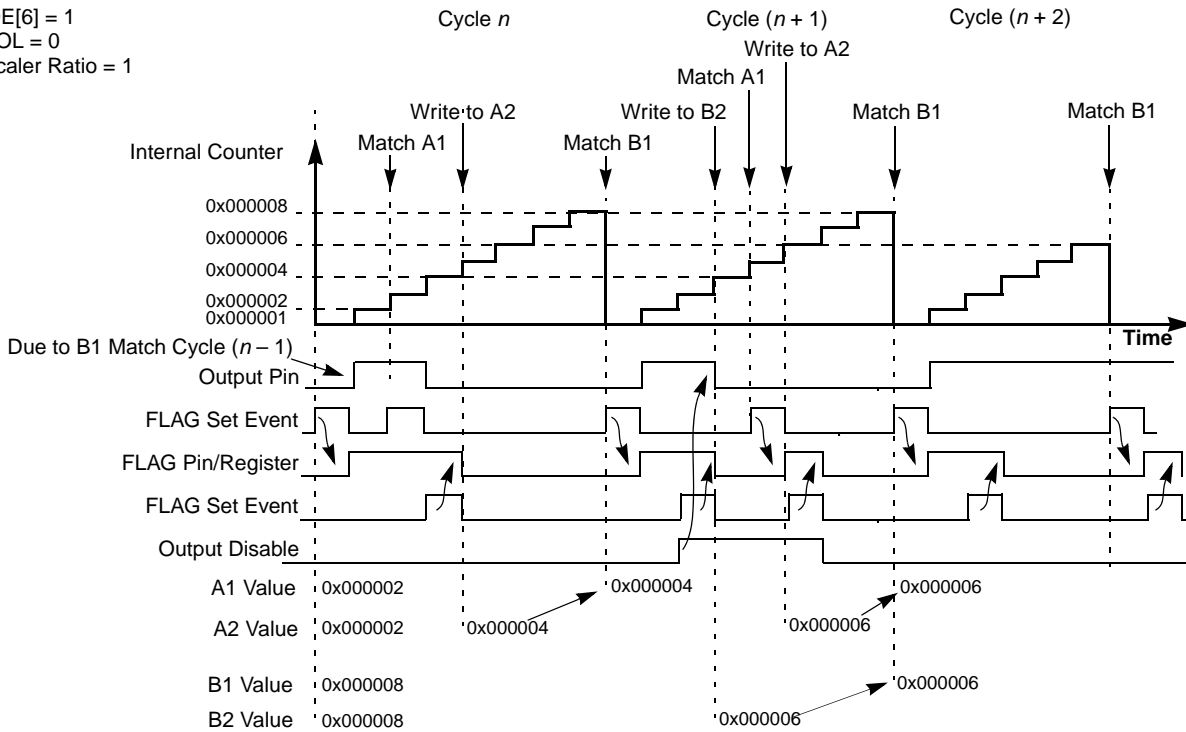 E[6] = 1
OL = 0
caler Ratio = 1
Cycle n
Cycle (n + 1)
Cycle (n + 2)
Write to A2
Match A1
Write to A2
Write to B2
Match A1
Match B1
Match B1
Match B1
Internal Counter
0x000008
0x000006
0x000004
0x000002
0x000001
Time
Due to B1 Match Cycle (n – 1)
Output Pin
FLAG Set Event
FLAG Pin/Register
FLAG Set Event
Output Disable
A1 Value 0x000002 0x000004 0x000006
A2 Value 0x000002 0x000004 0x000006
B1 Value 0x000008 0x000006
B2 Value 0x000008 0x000006